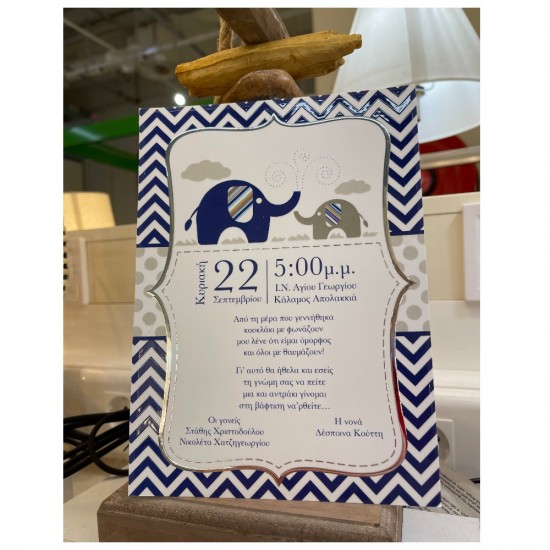 Κυριακή
22
Σεπτεμβρίου
5:00μ.μ.
Ι.Ν. Αγίου Γεωργίου
Κάλαμος Απολακκιά
Από τη μέρα που γεννήθηκα
κουκλάκι με φωνάζουν
μου λένε ότι είμαι όμορφος
και όλοι με θαυμάζουν!
Γι' αυτό θα ήθελα και εσείς
τη γνώμη σας να πείτε
μια και αντράκι γίνομαι
στη βάφτιση να'ρθείτε...
Οι γονείς
Στάθης Χριστοδούλου
Νικολέτα Χατζηγεωργίου
Η νονά
Δέσποινα Κούττη